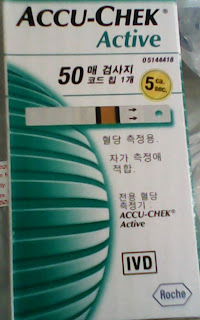 ACCU-CHEK®
Active
05144418
50 매 검사지
코드 칩 1개
5 ca. sec.
혈당 측정용.
자가 측정에
적합.
전용 혈당
측정기 :
ACCU-CHEK®
Active
IVD
Roche